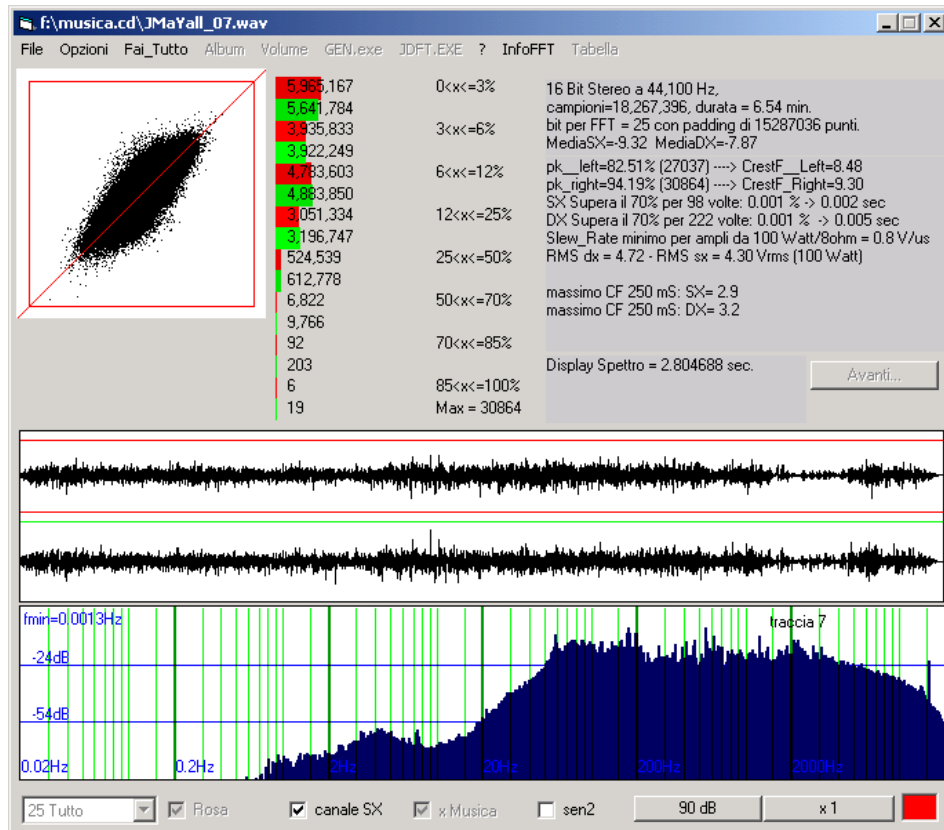 f:\musica.cd\JMaYall_07.wav
File Opzioni Fai_Tutto Album Volume GEN.exe JDFT.EXE ? InfoFFT Tabella
5,965,167 0<x<=3%
5,641,784
3,935,833 3<x<=6%
3,922,249
4,783,603 6<x<=12%
4,883,850
3,051,334 12<x<=25%
3,196,747
524,539 25<x<=50%
612,778
6,822 50<x<=70%
9,766
92 70<x<=85%
203
6 85<x<=100%
19 Max = 30864
16 Bit Stereo a 44,100 Hz,
campioni=18,267,396, durata = 6.54 min.
bit per FFT = 25 con padding di 15287036 punti.
MediaSX=-9.32 MediaDX=-7.87
pk__left=82.51% (27037) ----> CrestF__Left=8.48
pk_right=94.19% (30864) ----> CrestF_Right=9.30
SX Supera il 70% per 98 volte: 0.001 % -> 0.002 sec
DX Supera il 70% per 222 volte: 0.001 % -> 0.005 sec
Slew_Rate minimo per ampli da 100 Watt/8ohm = 0.8 V/us
RMS dx = 4.72 - RMS sx = 4.30 Vrms (100 Watt)
massimo CF 250 mS: SX= 2.9
massimo CF 250 mS: DX= 3.2
Display Spettro = 2.804688 sec.
Avanti...
fmin=0.0013Hz
traccia 7
-24dB
-54dB
0.02Hz 0.2Hz 2Hz 20Hz 200Hz 2000Hz
25 Tutto Rosa canale SX x Musica sen2 90 dB x 1